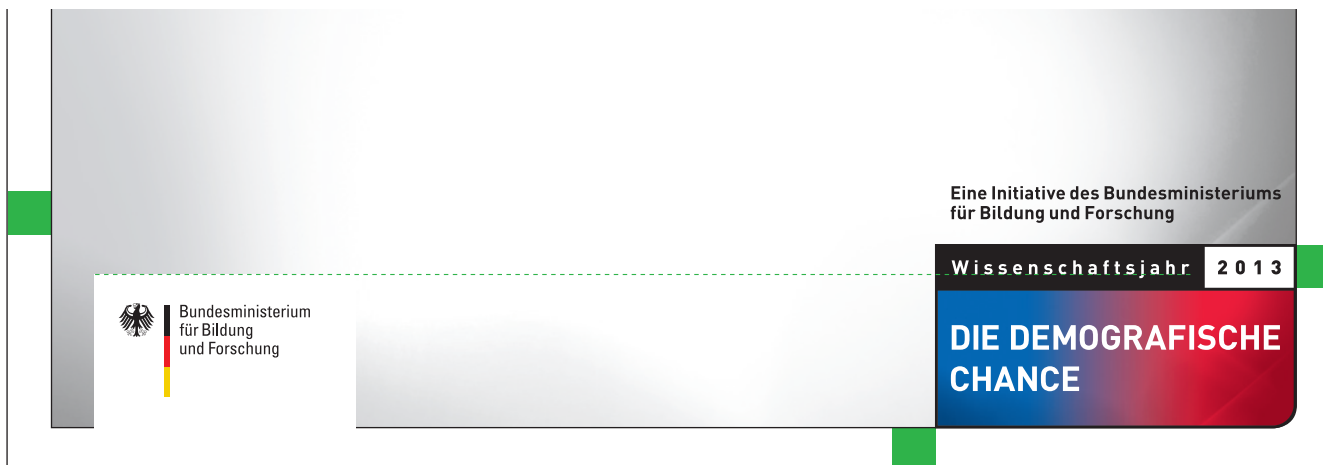 Eine Initiative des Bundesministeriums
für Bildung und Forschung
Wissenschaftsjahr 2013
DIE DEMOGRAFISCHE
CHANCE
Bundesministerium
für Bildung
und Forschung